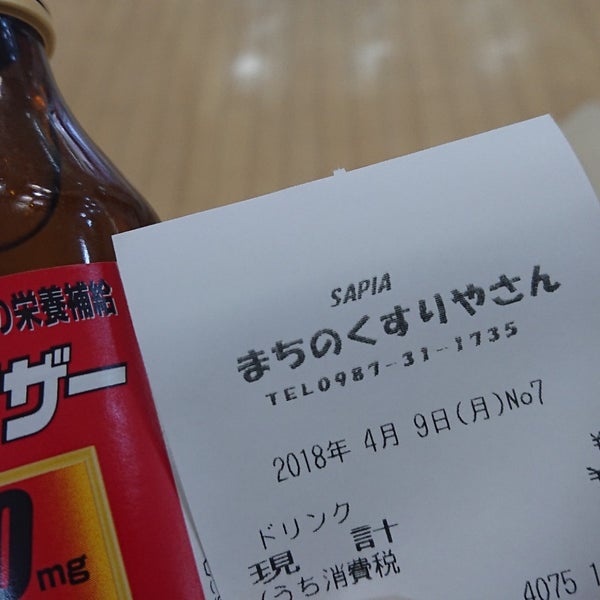 の栄養補給
ザー
0mg
SAPIA
まちのくすりやさん
TEL0987-31-1735
2018年 4月 9日(月)No7
ドリンク
現 計
(うち消費税
4075 1